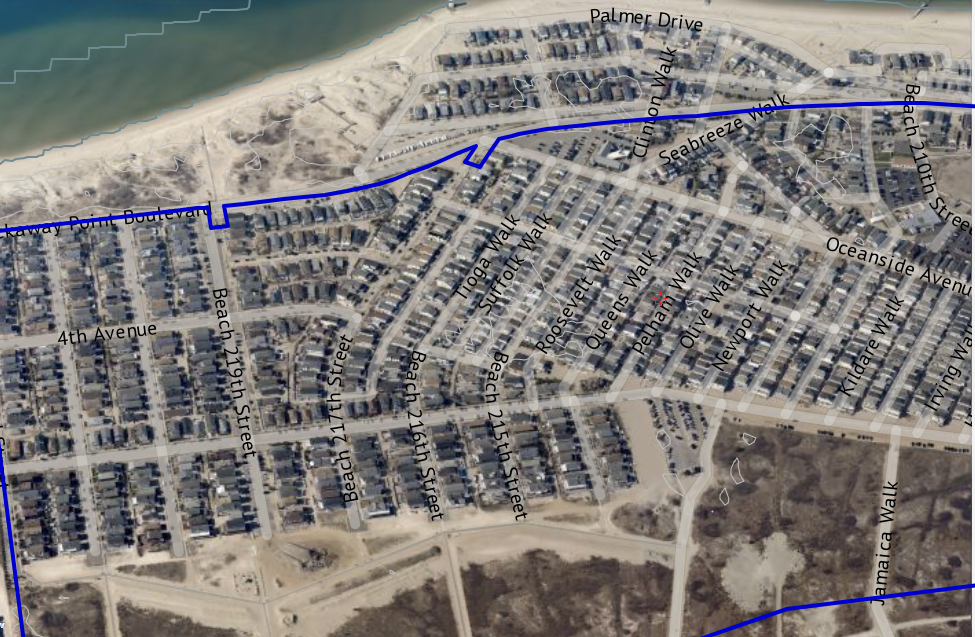 Palmer Drive
Clinton Walk
Seabreeze Walk
Beach 210th Street
kaway Point Boulevard
Oceanside Avenu
Tioga Walk
Suffolk Walk
Roosevelt Walk
Queens Walk
Pelham Walk
Olive Walk
Newport Walk
Kildare Walk
Irving Wal
4th Avenue
Beach 219th Street
Beach 217th Street
Beach 216th Street
Beach 215th Street
Jamaica Walk